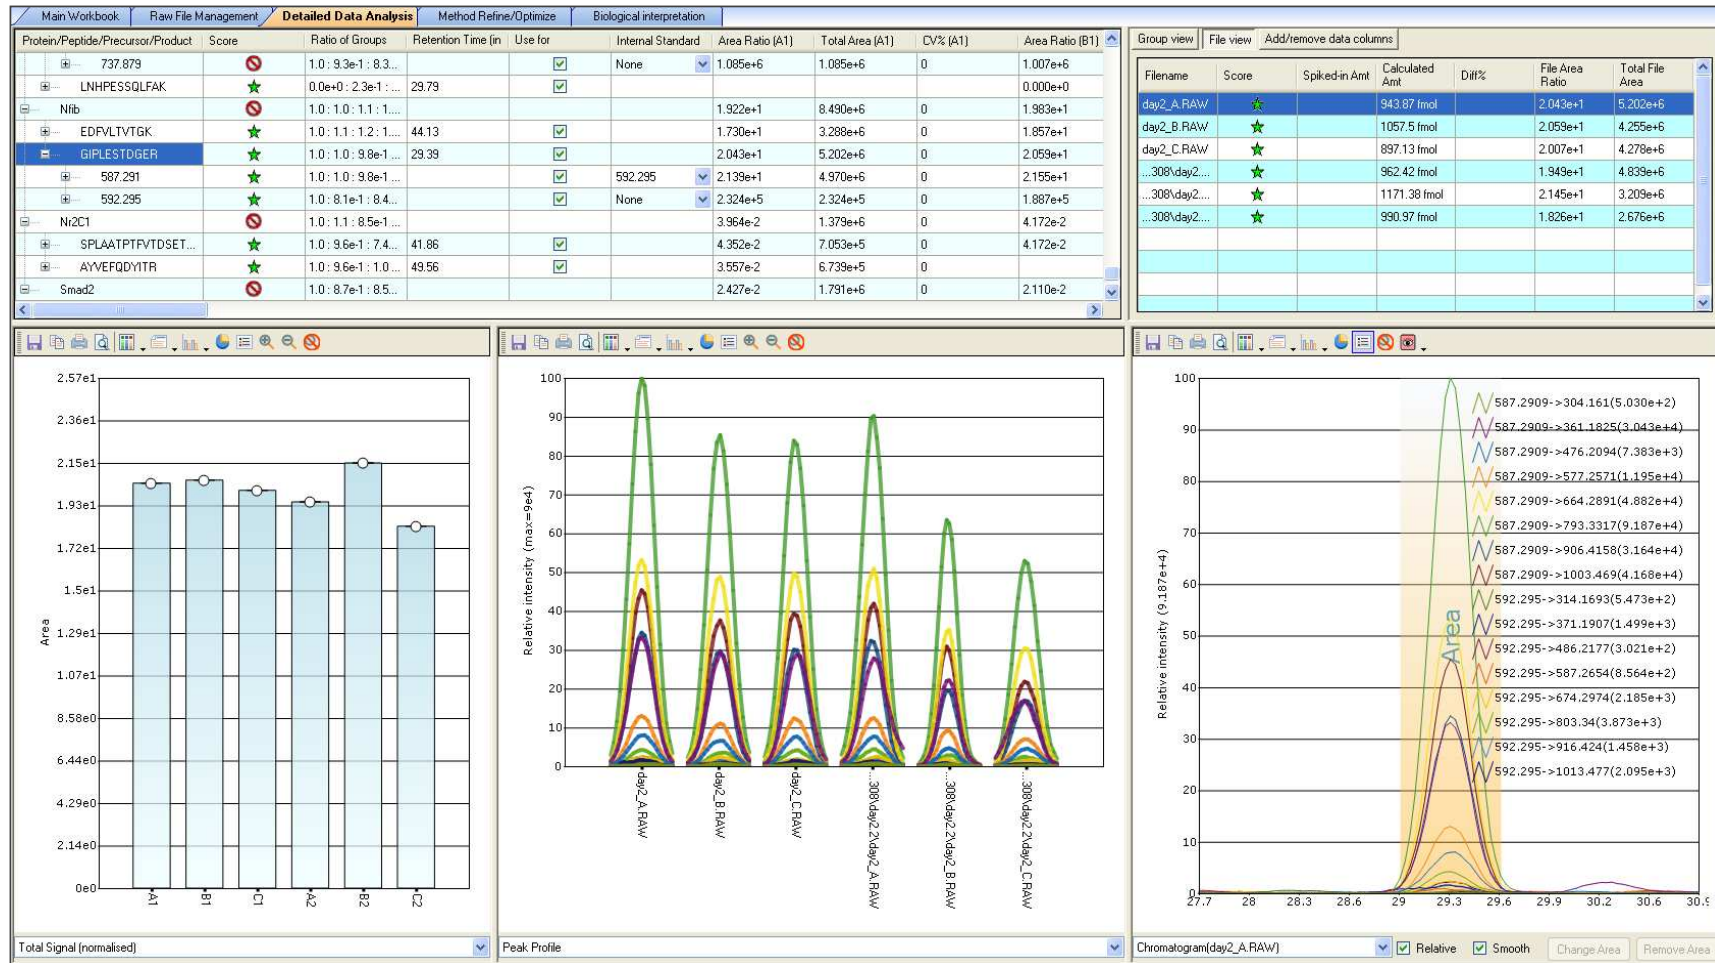 Main Workbook Raw File Management Detailed Data Analysis Method Refine/Optimize Biological interpretation
Protein/Peptide/Precursor/Product Score Ratio of Groups Retention Time (in Use for Internal Standard Area Ratio (A1) Total Area (A1) CV% (A1) Area Ratio (B1)
737.879 1.0 : 9.3e-1 : 8.3... None 1.085e+6 1.085e+6 0 1.007e+6
LNHPESSQLFAK 0.0e+0 : 2.3e-1 : ... 29.79 0.000e+0
Nfib 1.0 : 1.0 : 1.1 : 1.... 1.922e+1 8.490e+6 0 1.983e+1
EDFVLTVTGK 1.0 : 1.1 : 1.2 : 1.... 44.13 1.730e+1 3.288e+6 0 1.857e+1
GIPLESTDGER 1.0 : 1.0 : 9.8e-1 ... 29.39 2.043e+1 5.202e+6 0 2.059e+1
587.291 1.0 : 1.0 : 9.8e-1 ... 592.295 2.139e+1 4.970e+6 0 2.155e+1
592.295 1.0 : 8.1e-1 : 8.4... None 2.324e+5 2.324e+5 0 1.887e+5
Nr2C1 1.0 : 1.1 : 8.5e-1 ... 3.964e-2 1.379e+6 0 4.172e-2
SPLAATPTFVTDSET... 1.0 : 9.6e-1 : 7.4... 41.86 4.352e-2 7.053e+5 0 4.172e-2
AYVEFQDYITR 1.0 : 9.6e-1 : 1.0 ... 49.56 3.557e-2 6.739e+5 0
Smad2 1.0 : 8.7e-1 : 8.5... 2.427e-2 1.791e+6 0 2.110e-2
Group view File view Add/remove data columns
Filename Score Spiked-in Amt Calculated Amt Diff% File Area Ratio Total File Area
day2_A.RAW 943.87 fmol 2.043e+1 5.202e+6
day2_B.RAW 1057.5 fmol 2.059e+1 4.255e+6
day2_C.RAW 897.13 fmol 2.007e+1 4.278e+6
...308\day2.... 962.42 fmol 1.949e+1 4.839e+6
...308\day2.... 1171.38 fmol 2.145e+1 3.209e+6
...308\day2.... 990.97 fmol 1.826e+1 2.676e+6
2.57e1
2.36e1
2.15e1
1.93e1
1.72e1
1.5e1
1.29e1
1.07e1
8.58e0
6.44e0
4.29e0
2.14e0
0e0
Area
A1 B1 C1 A2 B2 C2
Total Signal (normalised)
100
90
80
70
60
50
40
30
20
10
0
Relative intensity (max=9e4)
day2_A.RAW
day2_B.RAW
day2_C.RAW
...308\day2.2\day2_A.RAW
...308\day2.2\day2_B.RAW
...308\day2.2\day2_C.RAW
Peak Profile
100
90
80
70
60
50
40
30
20
10
0
Relative intensity (9.187e+4)
Area
587.2909->304.161(5.030e+2)
587.2909->361.1825(3.043e+4)
587.2909->476.2094(7.383e+3)
587.2909->577.2571(1.195e+4)
587.2909->664.2891(4.882e+4)
587.2909->793.3317(9.187e+4)
587.2909->906.4158(3.164e+4)
587.2909->1003.469(4.168e+4)
592.295->314.1693(5.473e+2)
592.295->371.1907(1.499e+3)
592.295->486.2177(3.021e+2)
592.295->587.2654(8.564e+2)
592.295->674.2974(2.185e+3)
592.295->803.34(3.873e+3)
592.295->916.424(1.458e+3)
592.295->1013.477(2.095e+3)
27.7 28 28.3 28.6 29 29.3 29.6 29.9 30.2 30.6 30.9
Chromatogram(day2_A.RAW) Relative Smooth Change Area Remove Area